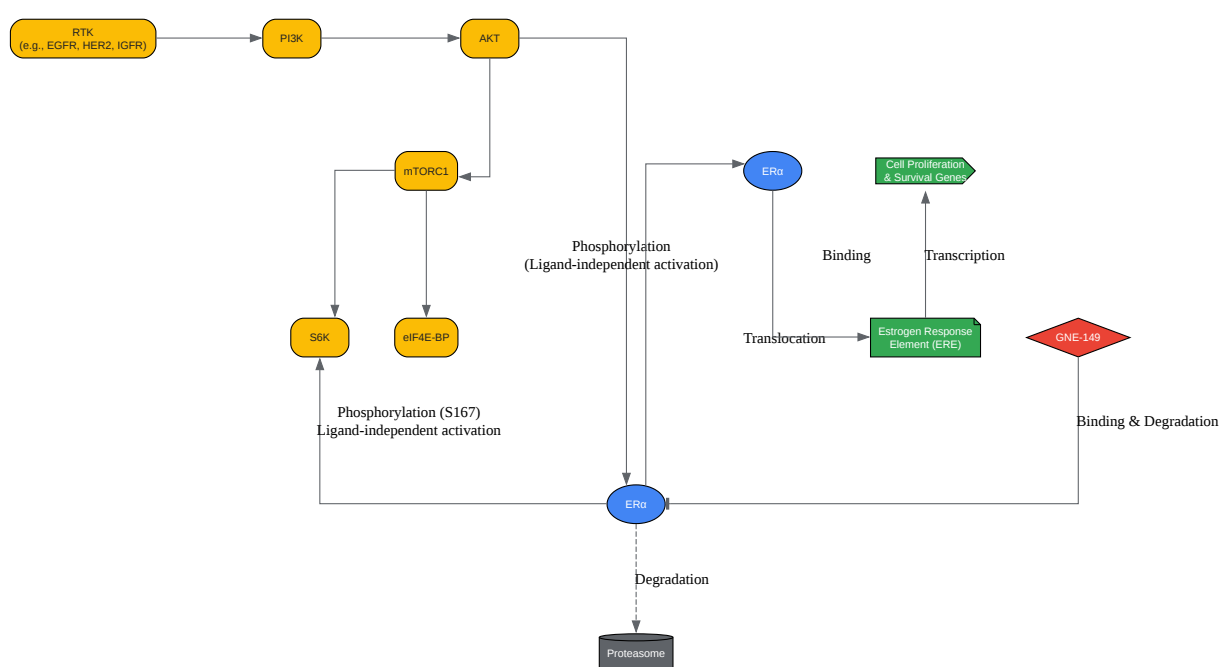 RTK
(e.g., EGFR, HER2, IGFR)
PI3K
AKT
mTORC1
ERα
Cell Proliferation
& Survival Genes
Phosphorylation
(Ligand-independent activation)
Binding
Transcription
S6K
eIF4E-BP
Translocation
Estrogen Response
Element (ERE)
GNE-149
Phosphorylation (S167)
Ligand-independent activation
Binding & Degradation
ERα
Degradation
Proteasome